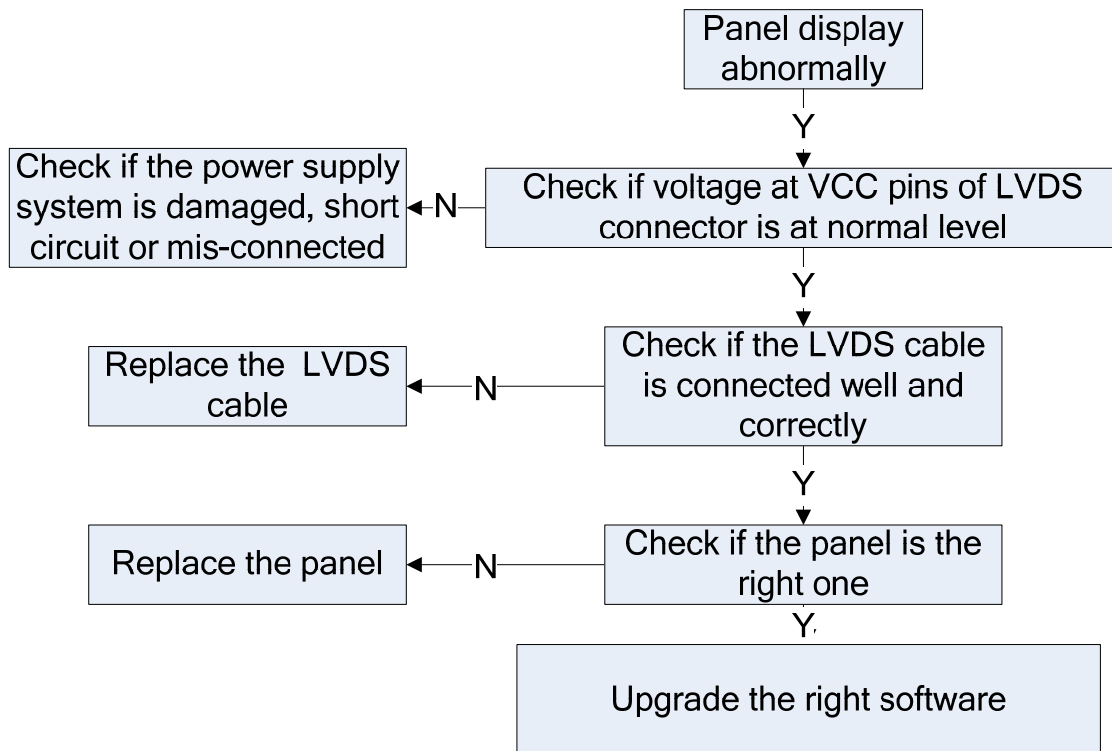 Panel display
abnormally
Y
Check if the power supply
system is damaged, short
circuit or mis-connected
N
Check if voltage at VCC pins of LVDS
connector is at normal level
Y
Replace the LVDS
cable
N
Check if the LVDS cable
is connected well and
correctly
Y
Replace the panel
N
Check if the panel is the
right one
Y
Upgrade the right software